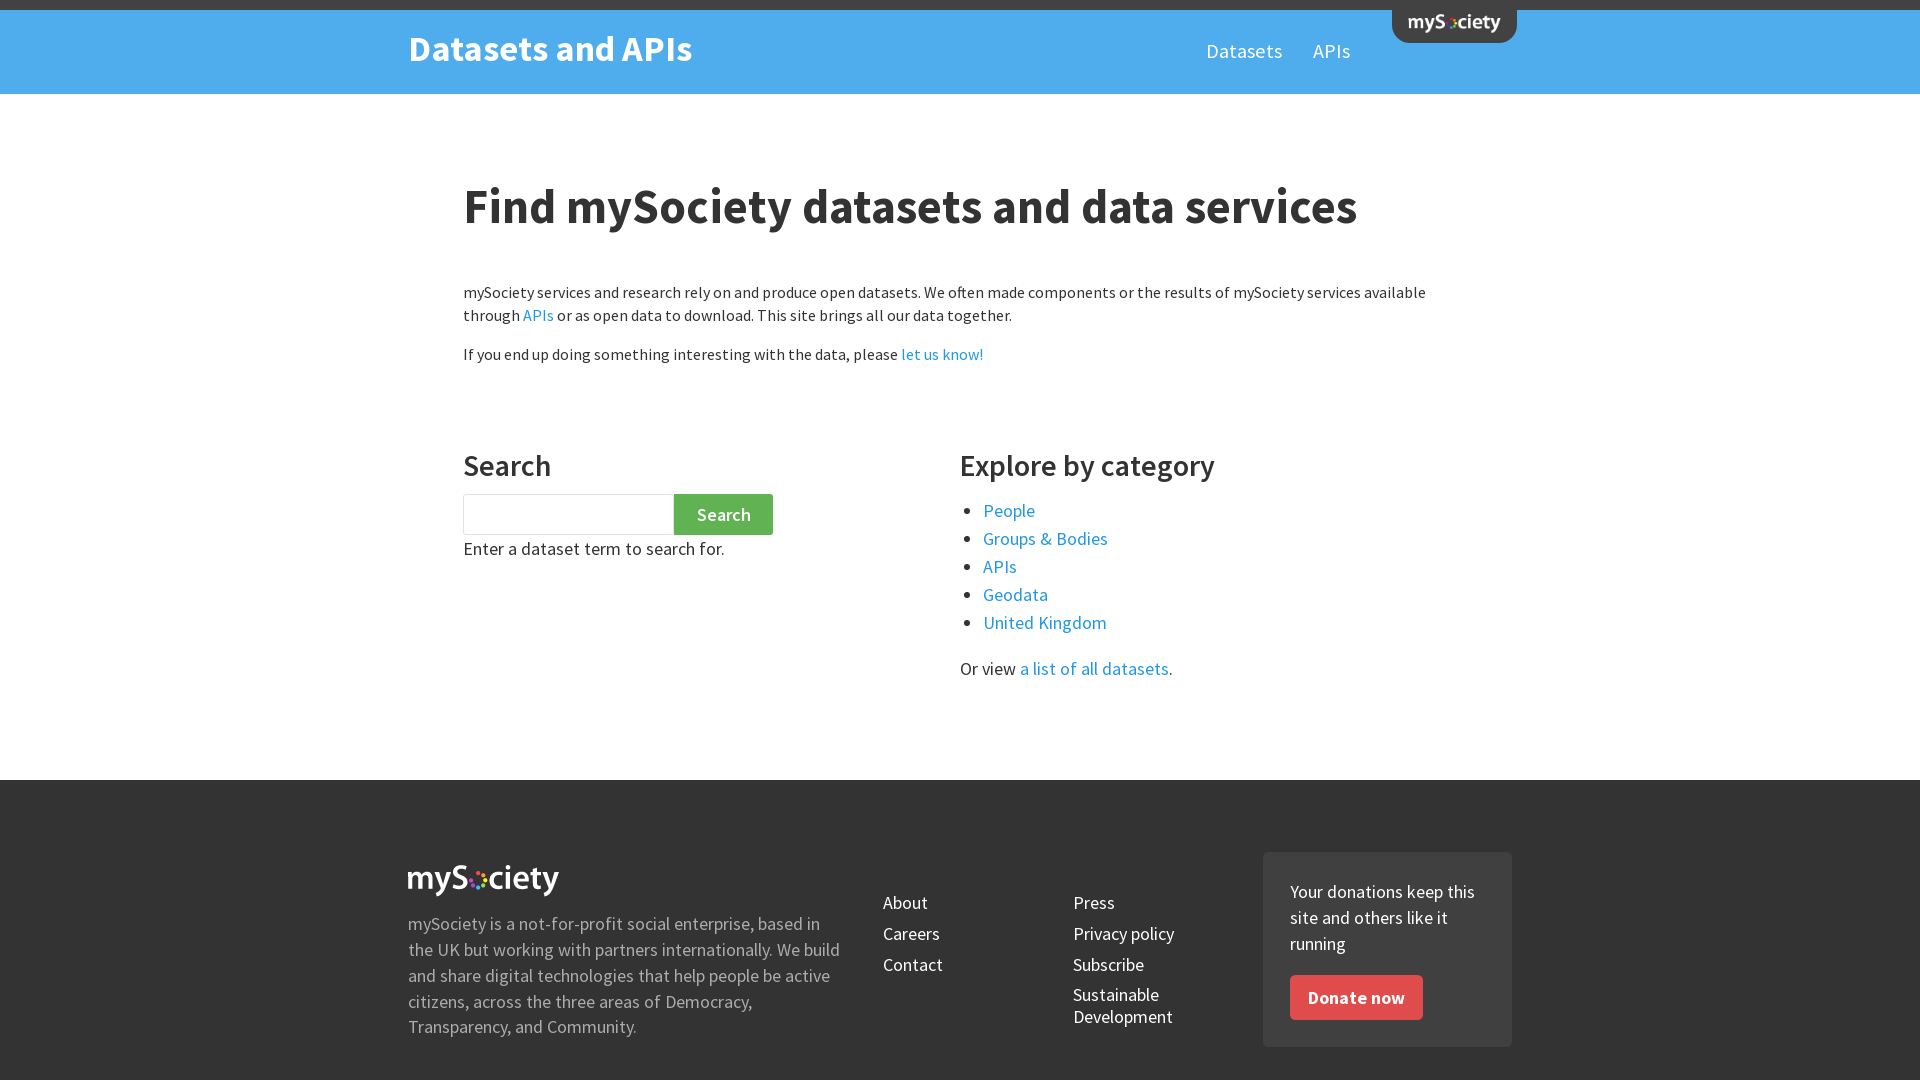 mySociety
Datasets and APIs
Datasets
APIs
Find mySociety datasets and data services
mySociety services and research rely on and produce open datasets. We often made components or the results of mySociety services available
through APIs or as open data to download. This site brings all our data together.
If you end up doing something interesting with the data, please let us know!
Search
Search
Enter a dataset term to search for.
Explore by category
People
Groups & Bodies
APIs
Geodata
United Kingdom
Or view a list of all datasets.
mySociety
mySociety is a not-for-profit social enterprise, based in
the UK but working with partners internationally. We build
and share digital technologies that help people be active
citizens, across the three areas of Democracy,
Transparency, and Community.
About
Careers
Contact
Press
Privacy policy
Subscribe
Sustainable
Development
Your donations keep this
site and others like it
running
Donate now